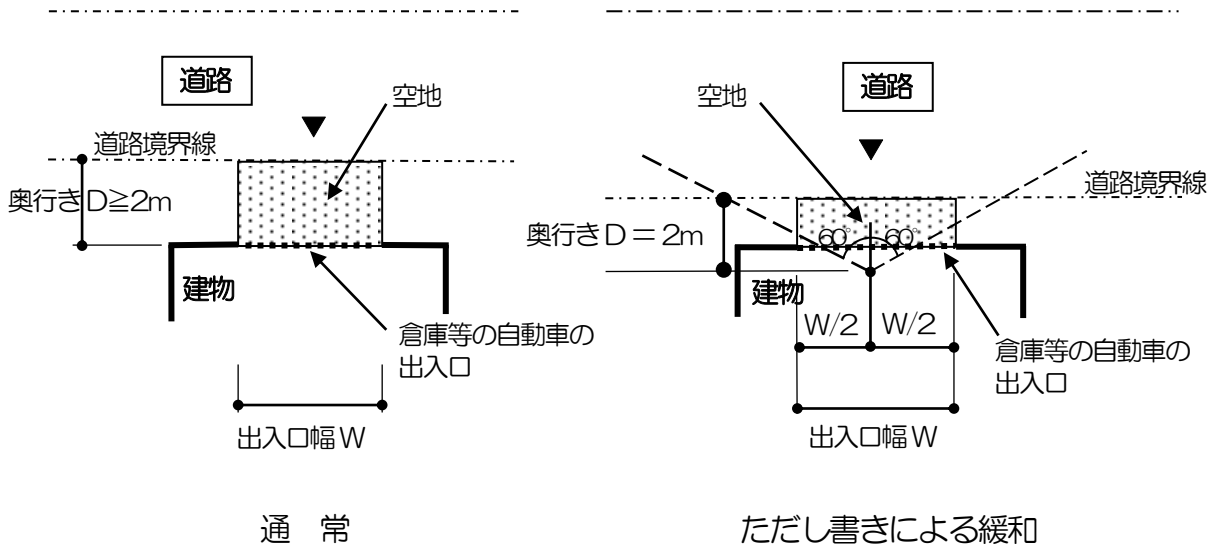 道路
空地
道路境界線
奥行きD≧2m
建物
倉庫等の自動車の
出入口
出入口幅W
通 常
道路
空地
道路境界線
奥行きD=2m
60° 60°
建物
W/2 W/2
倉庫等の自動車の
出入口
出入口幅W
ただし書きによる緩和